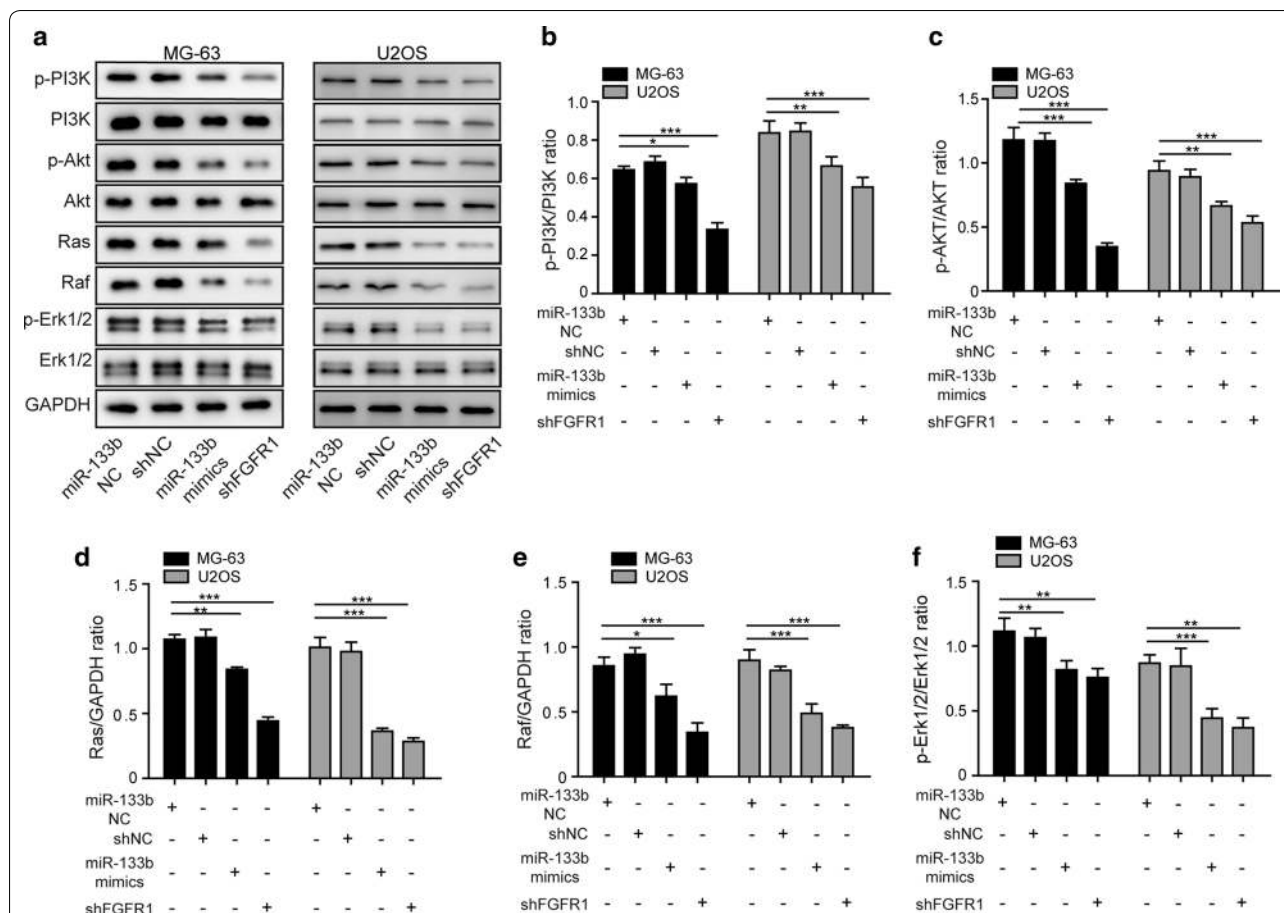 a
MG-63
U2OS
p-PI3K
PI3K
p-Akt
Akt
Ras
Raf
p-Erk1/2
Erk1/2
GAPDH
miR-133b NC
shNC
miR-133b mimics
shFGFR1
miR-133b NC
shNC
miR-133b mimics
shFGFR1
b
MG-63
U2OS
p-PI3K/PI3K ratio
1.0
0.8
0.6
0.4
0.2
0
***
*
***
**
miR-133b NC + - - - + - - -
shNC - + - - - + - -
miR-133b mimics - - + - - - + -
shFGFR1 - - - + - - - +
c
MG-63
U2OS
p-AKT/AKT ratio
1.5
1.0
0.5
0
***
***
***
**
miR-133b NC + - - - + - - -
shNC - + - - - + - -
miR-133b mimics - - + - - - + -
shFGFR1 - - - + - - - +
d
MG-63
U2OS
Ras/GAPDH ratio
1.5
1.0
0.5
0
***
**
***
***
miR-133b NC + - - - + - - -
shNC - + - - - + - -
miR-133b mimics - - + - - - + -
shFGFR1 - - - + - - - +
e
MG-63
U2OS
Raf/GAPDH ratio
1.5
1.0
0.5
0
***
*
***
***
miR-133b NC + - - - + - - -
shNC - + - - - + - -
miR-133b mimics - - + - - - + -
shFGFR1 - - - + - - - +
f
MG-63
U2OS
p-Erk1/2/Erk1/2 ratio
1.5
1.0
0.5
0
**
**
**
***
miR-133b NC + - - - + - - -
shNC - + - - - + - -
miR-133b mimics - - + - - - + -
shFGFR1 - - - + - - - +